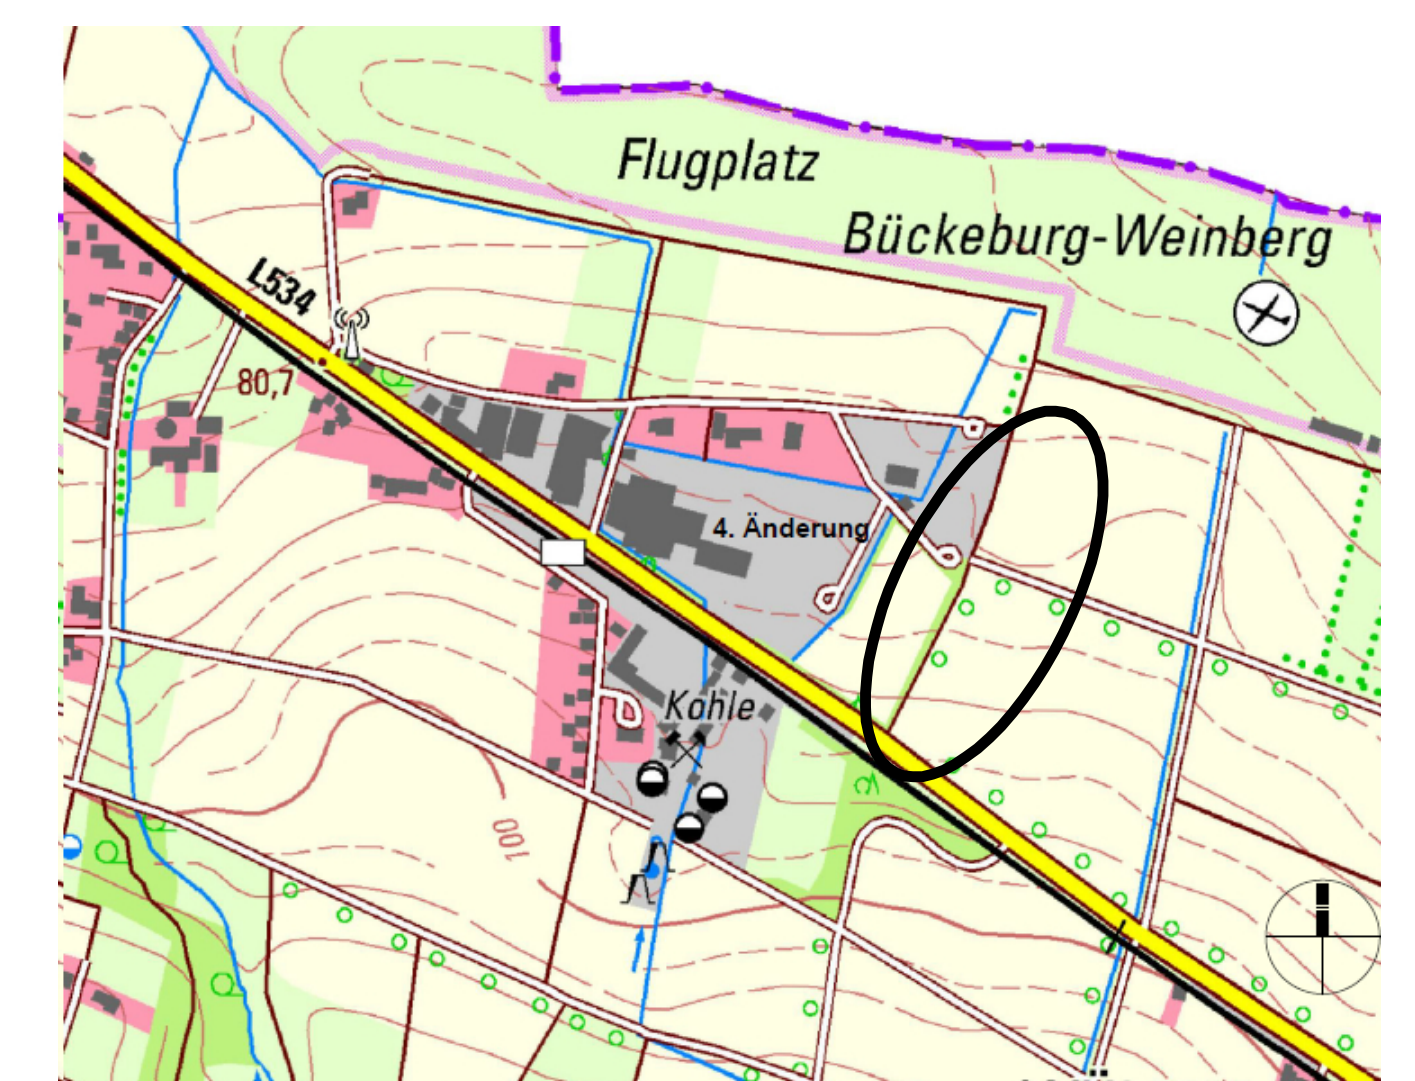 Flugplatz
Bückeburg-Weinberg
L534
80,7
4. Änderung
Kohle
100